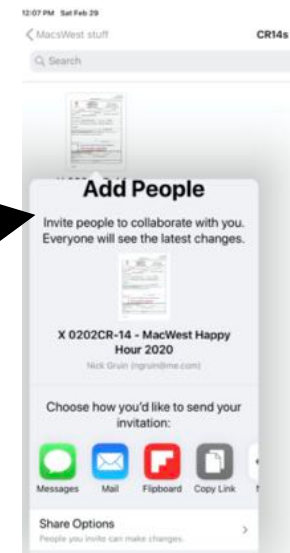 12:07 PM Sat Feb 29
MacsWest stuff
CR14s
Search
Add People
Invite people to collaborate with you.
Everyone will see the latest changes.
X 0202CR-14 - MacWest Happy
Hour 2020
Nick Gruin (ngruin@me.com)
Choose how you'd like to send your
invitation:
Messages Mail Flipboard Copy Link
Share Options
People you invite can make changes.